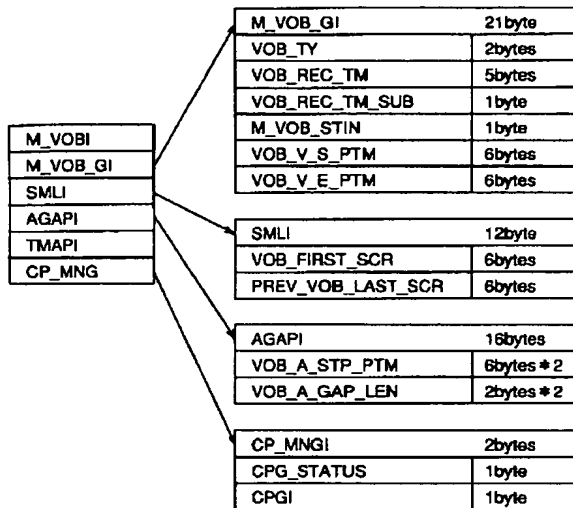 M_VOBI
M_VOB_GI
SMLI
AGAPI
TMAPI
CP_MNG
M_VOB_GI 21byte
VOB_TY 2bytes
VOB_REC_TM 5bytes
VOB_REC_TM_SUB 1byte
M_VOB_STIN 1byte
VOB_V_S_PTM 6bytes
VOB_V_E_PTM 6bytes
SMLI 12byte
VOB_FIRST_SCR 6bytes
PREV_VOB_LAST_SCR 6bytes
AGAPI 16bytes
VOB_A_STP_PTM 6bytes*2
VOB_A_GAP_LEN 2bytes*2
CP_MNGI 2bytes
CPG_STATUS 1byte
CPGI 1byte